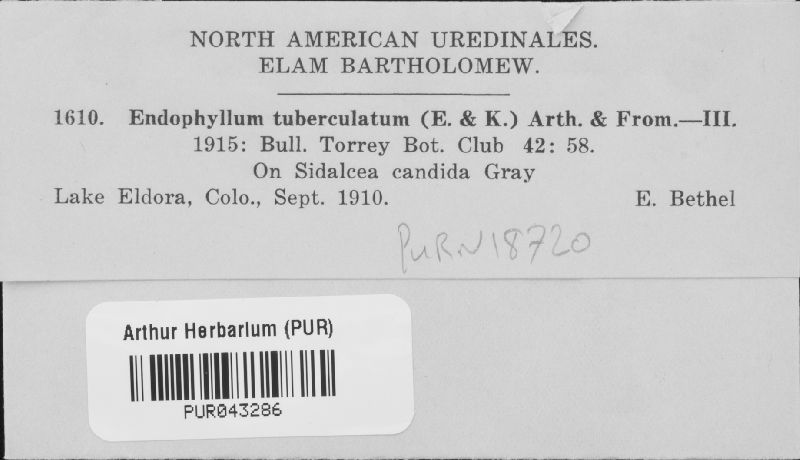 NORTH AMERICAN UREDINALES.
ELAM BARTHOLOMEW.
1610. Endophyllum tuberculatum (E. & K.) Arth. & From.—III.
1915: Bull. Torrey Bot. Club 42: 58.
On Sidalcea candida Gray
Lake Eldora, Colo., Sept. 1910. E. Bethel
PURN18720
Arthur Herbarium (PUR)
PUR043286